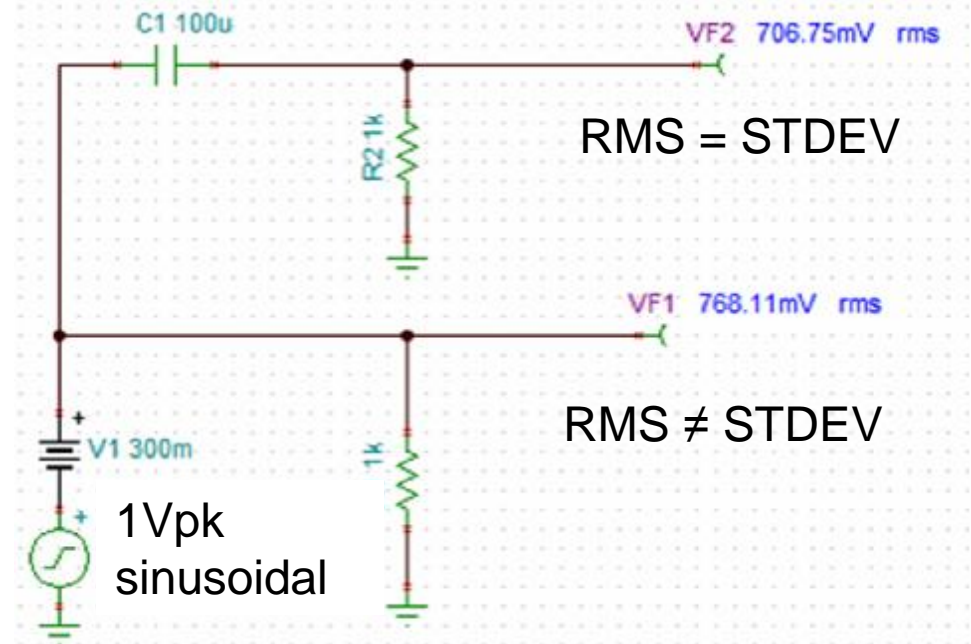 C1 100u
VF2 706.75mV rms
R2 1k
RMS = STDEV
VF1 768.11mV rms
RMS ≠ STDEV
+
V1 300m
1k
+
1Vpk
sinusoidal